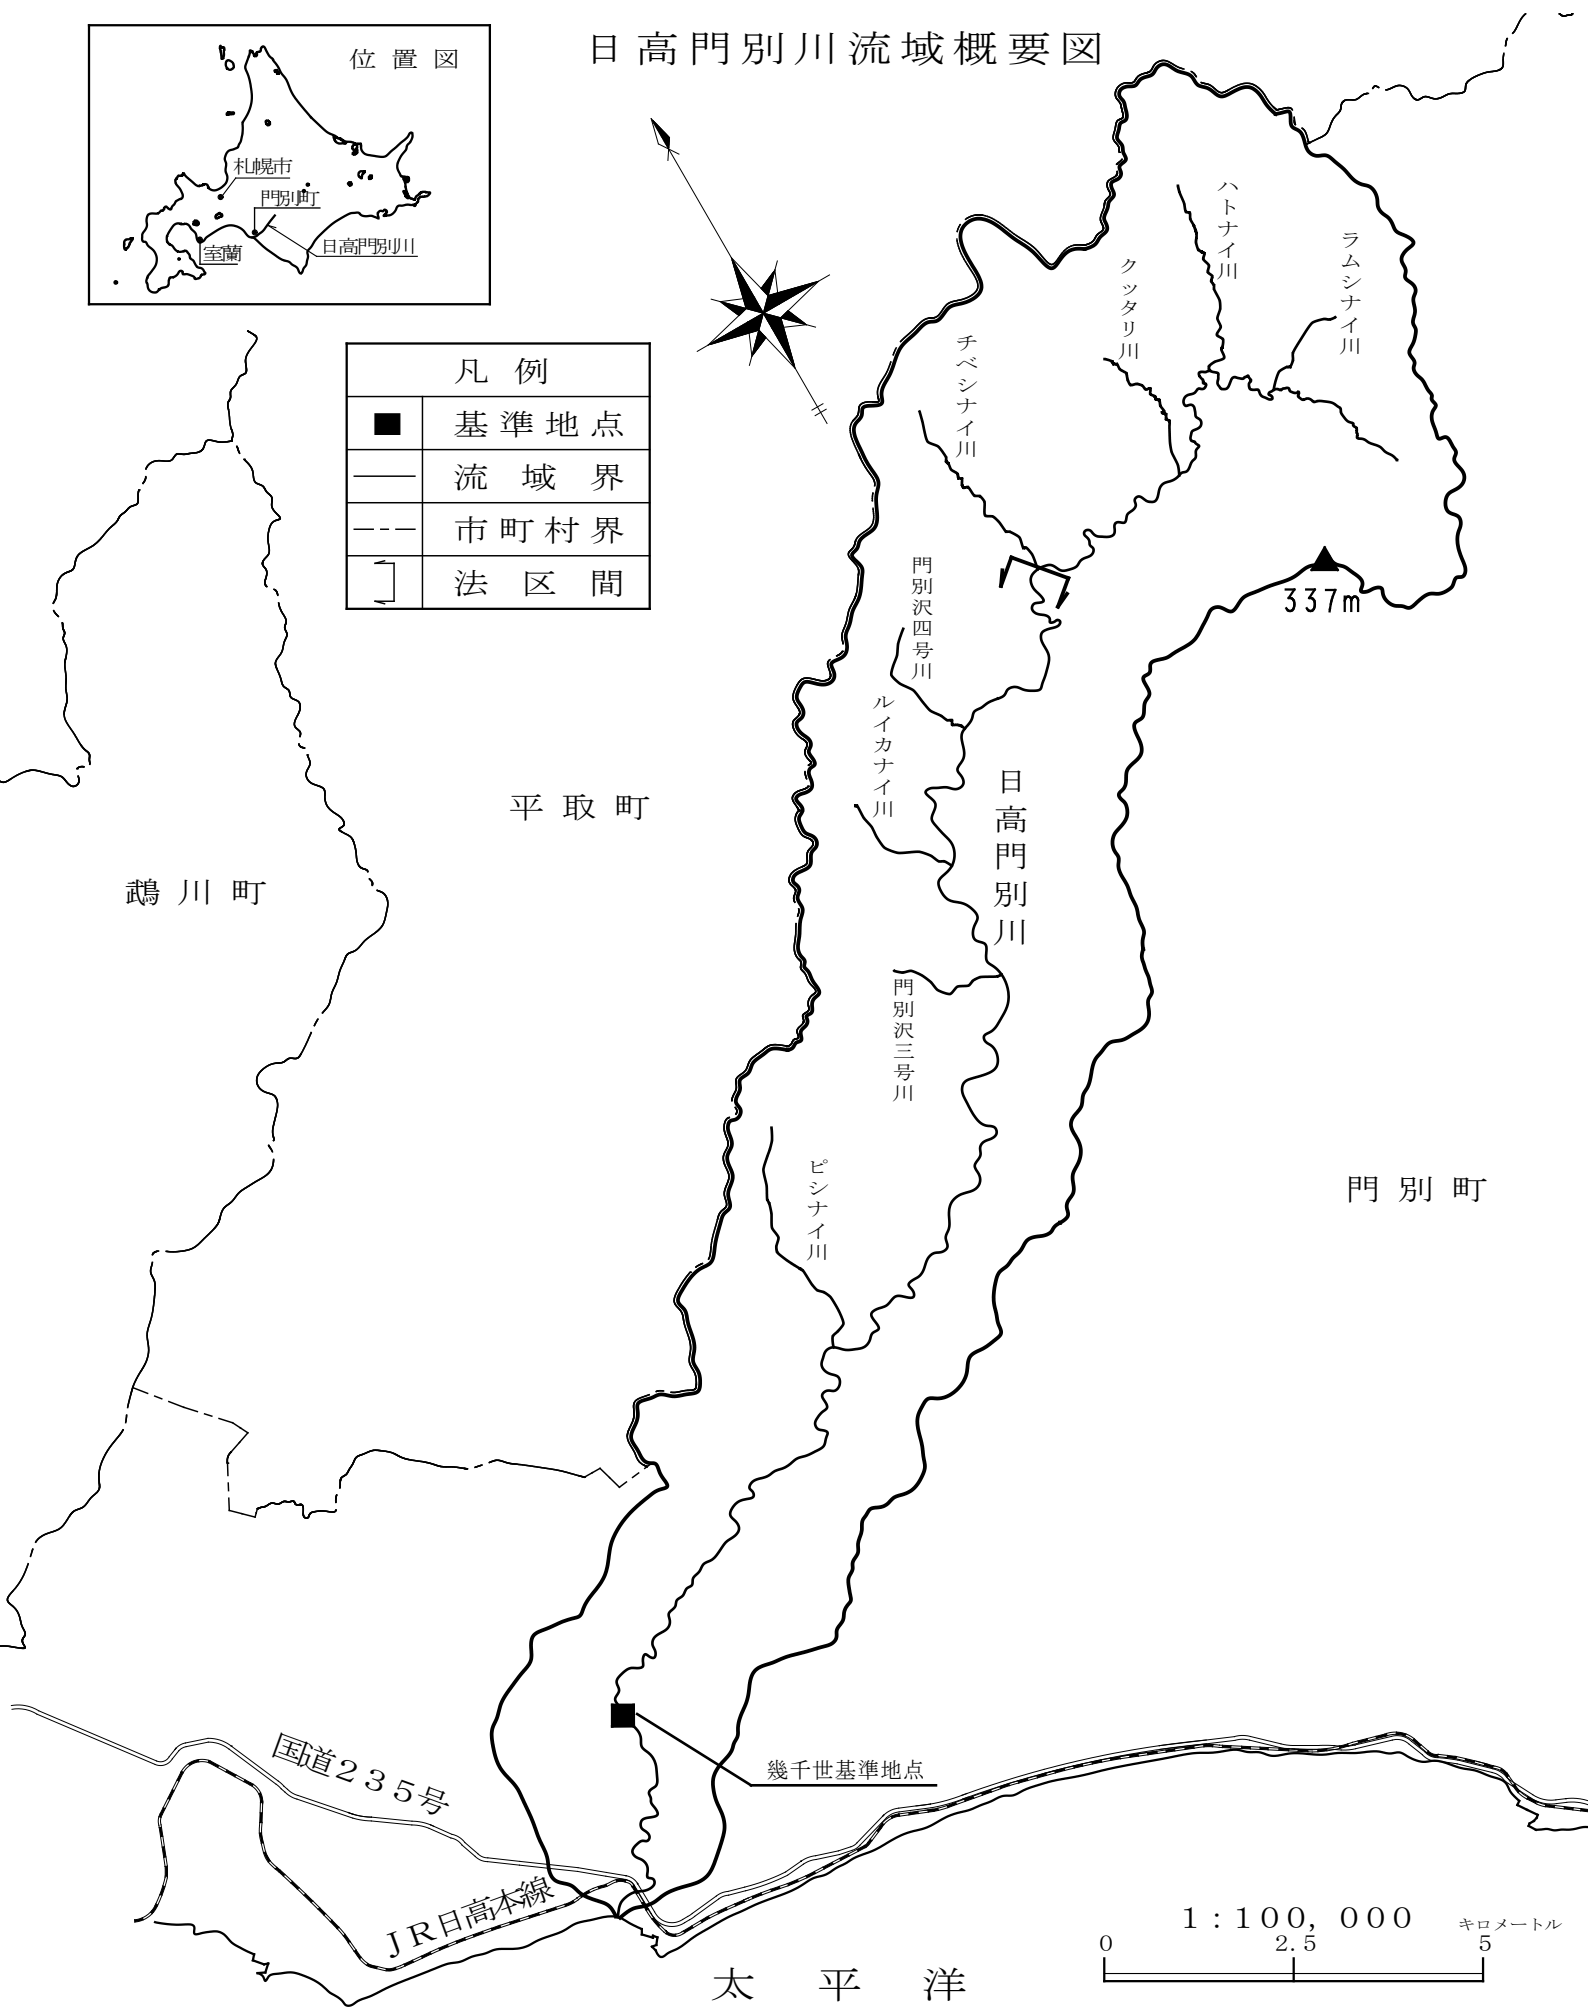 日高門別川流域概要図
位置図
札幌市
門別町
室蘭
日高門別川
凡例
基準地点
流域界
市町村界
法区間
ハトナイ川
ラムシナイ川
クッタリ川
チベシナイ川
337m
門別沢四号川
ルイカナイ川
日高門別川
平取町
鵡川町
門別沢三号川
門別町
ピシナイ川
幾千世基準地点
国道235号
JR日高本線
太平洋
1:100,000
キロメートル
0 2.5 5